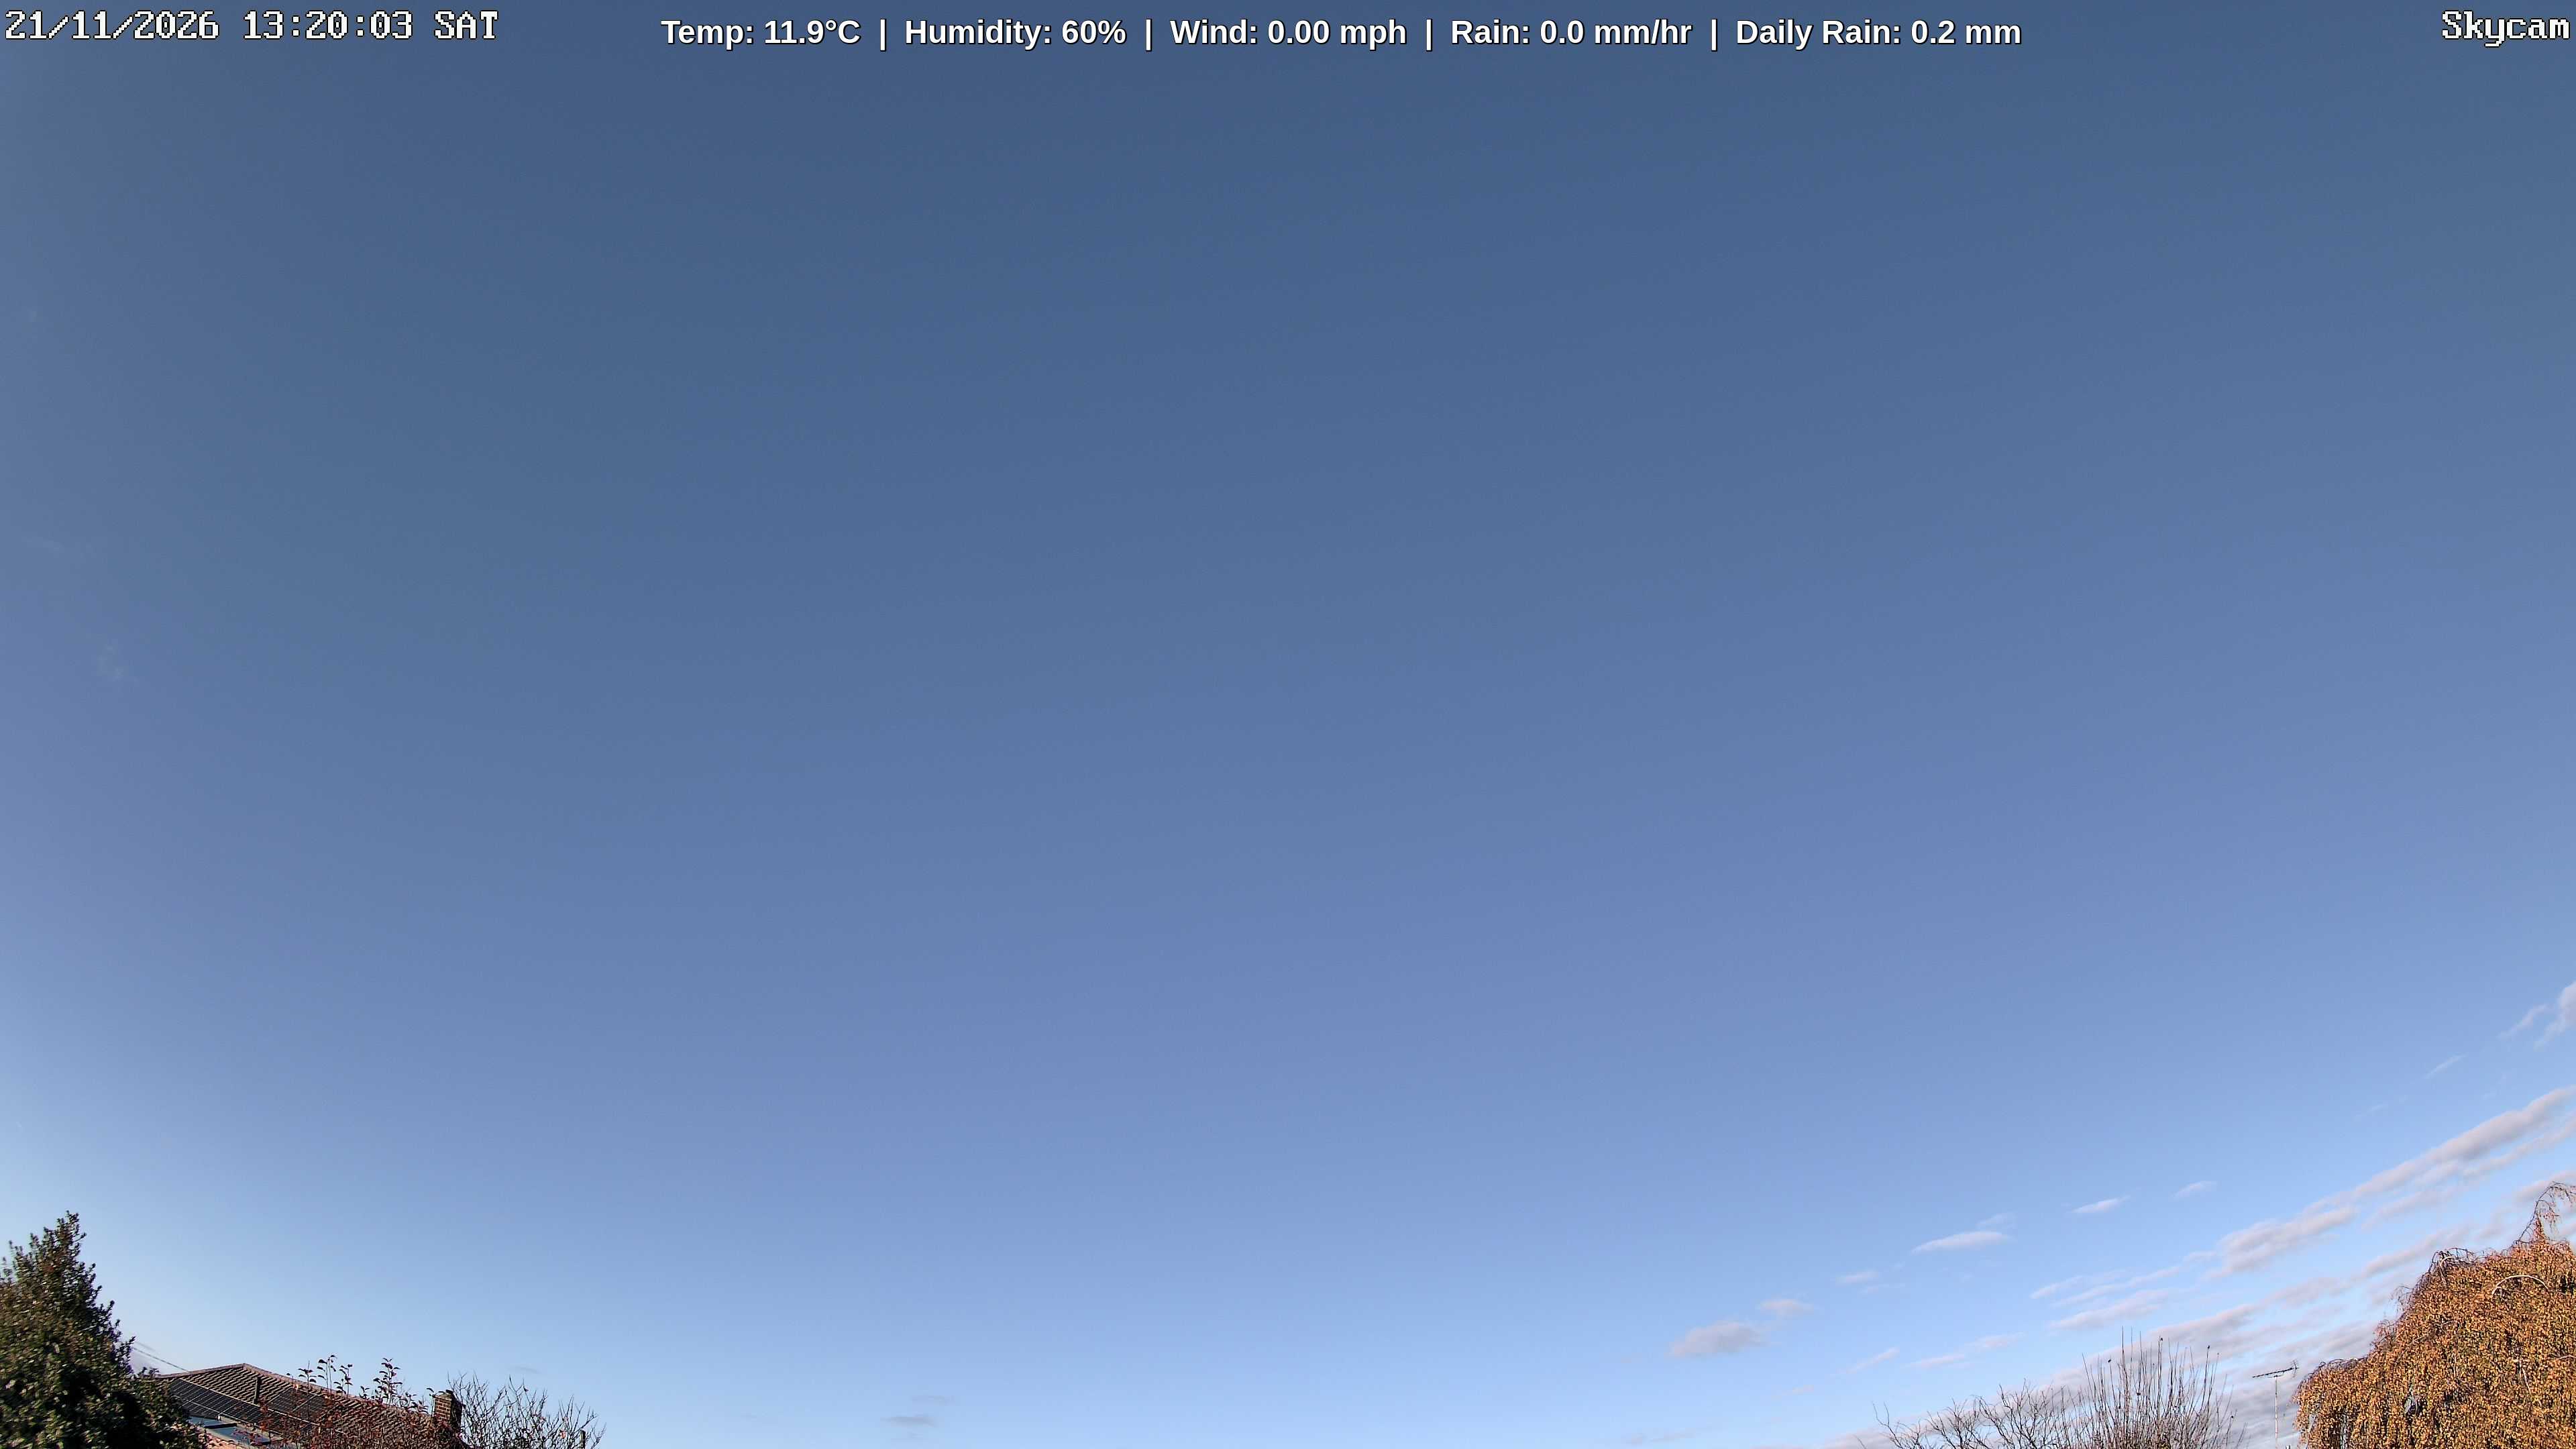 21/11/2026 13:20:03 SAT
Temp: 11.9°C | Humidity: 60% | Wind: 0.00 mph | Rain: 0.0 mm/hr | Daily Rain: 0.2 mm
Skycam